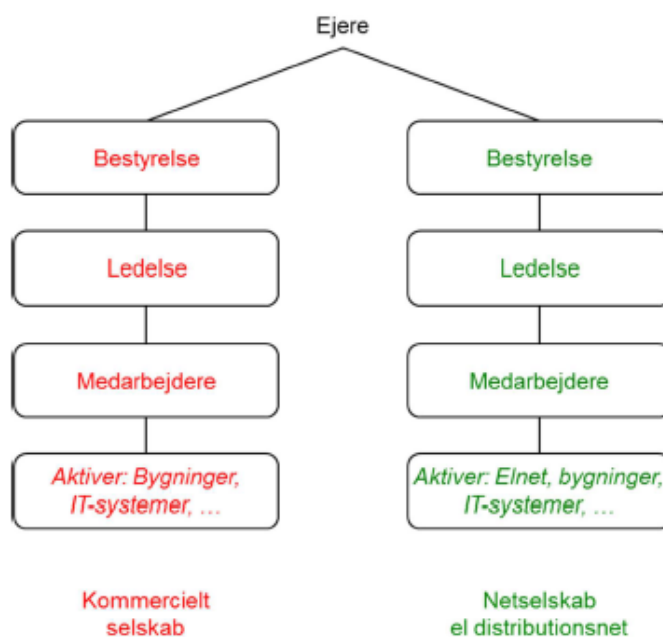 Ejere
Bestyrelse
Ledelse
Medarbejdere
Aktiver: Bygninger,
IT-systemer, …
Kommercielt
selskab
Bestyrelse
Ledelse
Medarbejdere
Aktiver: Elnet, bygninger,
IT-systemer, …
Netselskab
el distributionsnet